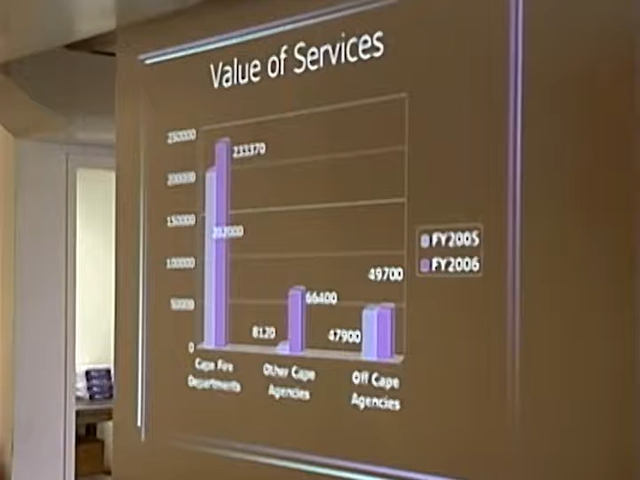 Value of Services
250000
233370
200000
150000
202000
100000
50000
0
8120
66400
47900
49700
FY2005
FY2006
Cape Fire
Departments
Other Cape
Agencies
Off Cape
Agencies